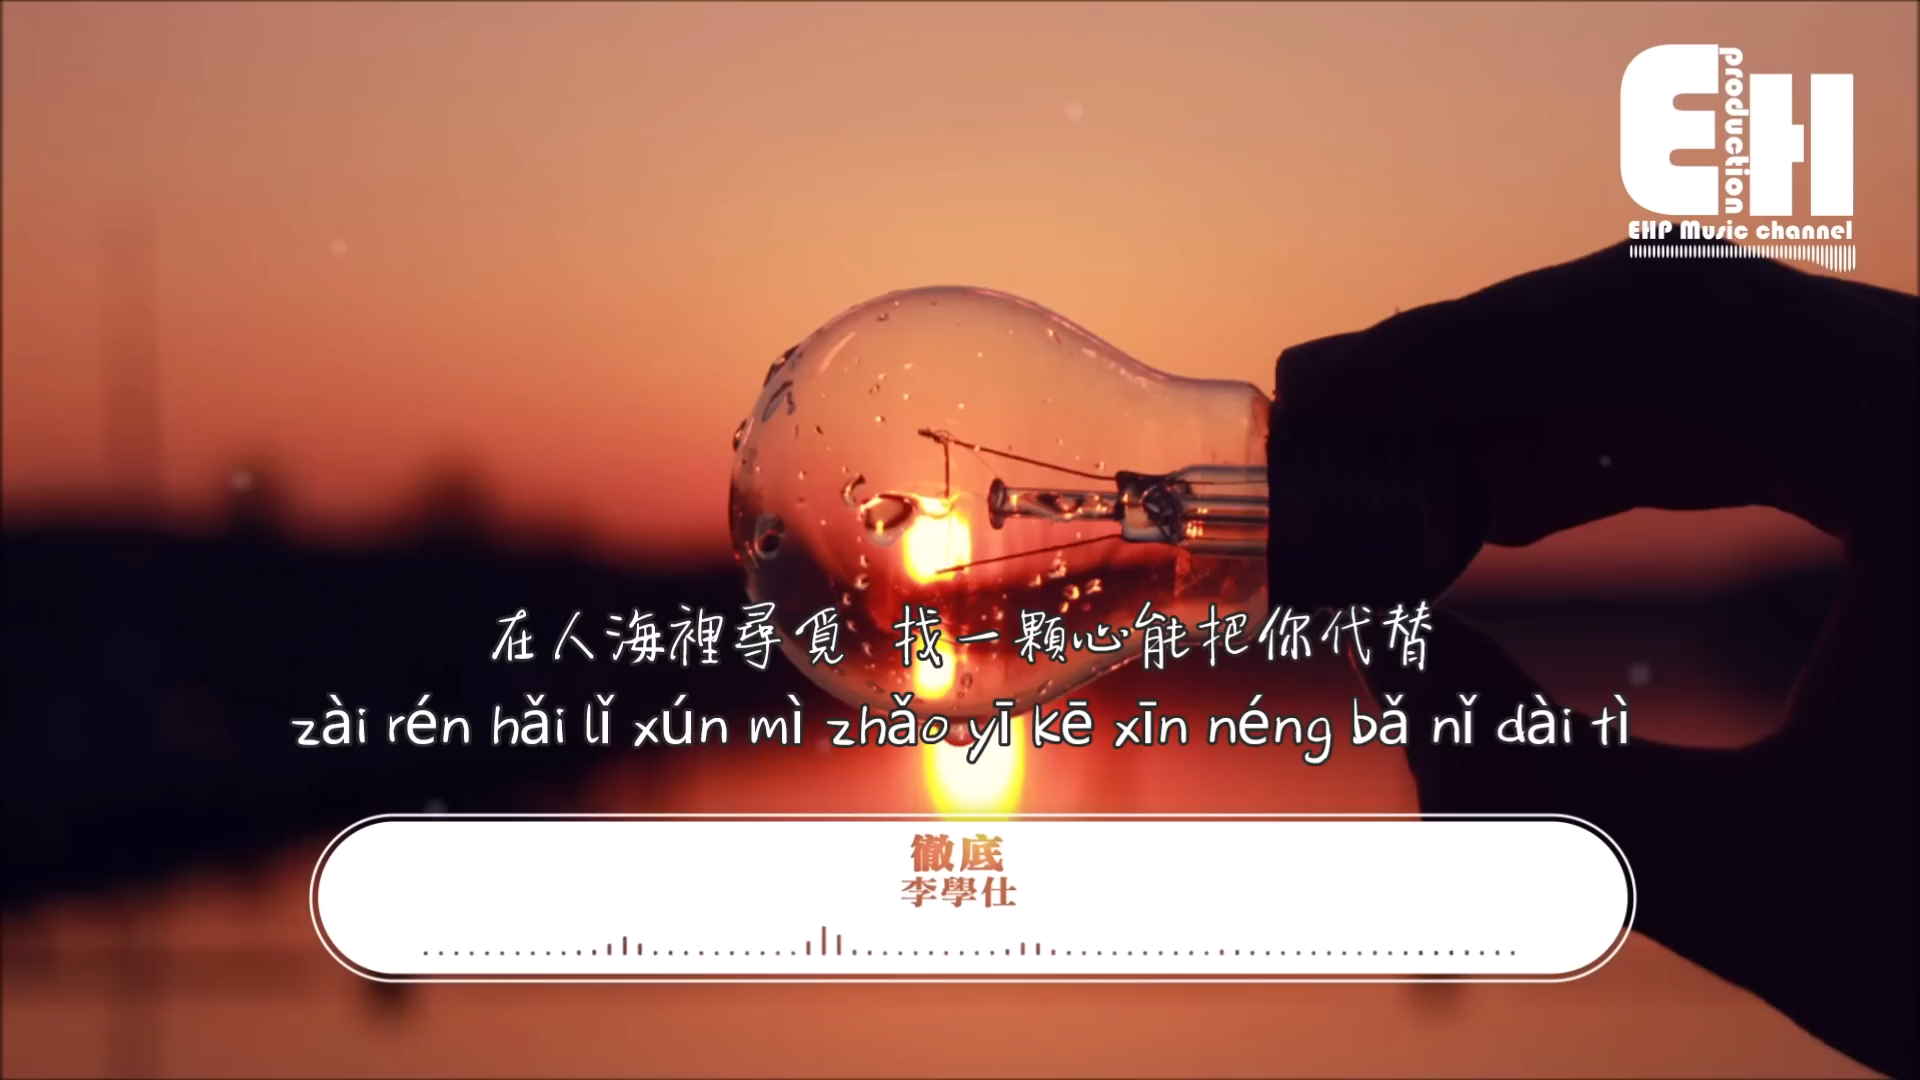 EH
production
EHP Music channel
在人海裡尋覓 找一顆心能把你代替
zài rén hǎi lǐ xún mì zhǎo yī kē xīn néng bǎ nǐ dài tì
徹底
李學仕